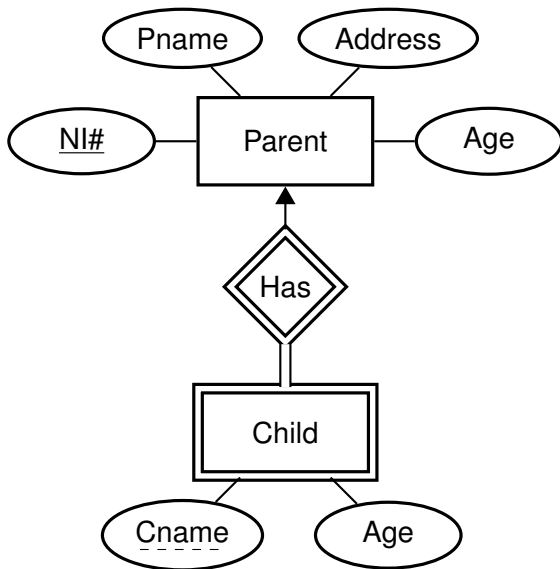 Pname
Address
NI#
Parent
Age
Has
Child
Cname
Age